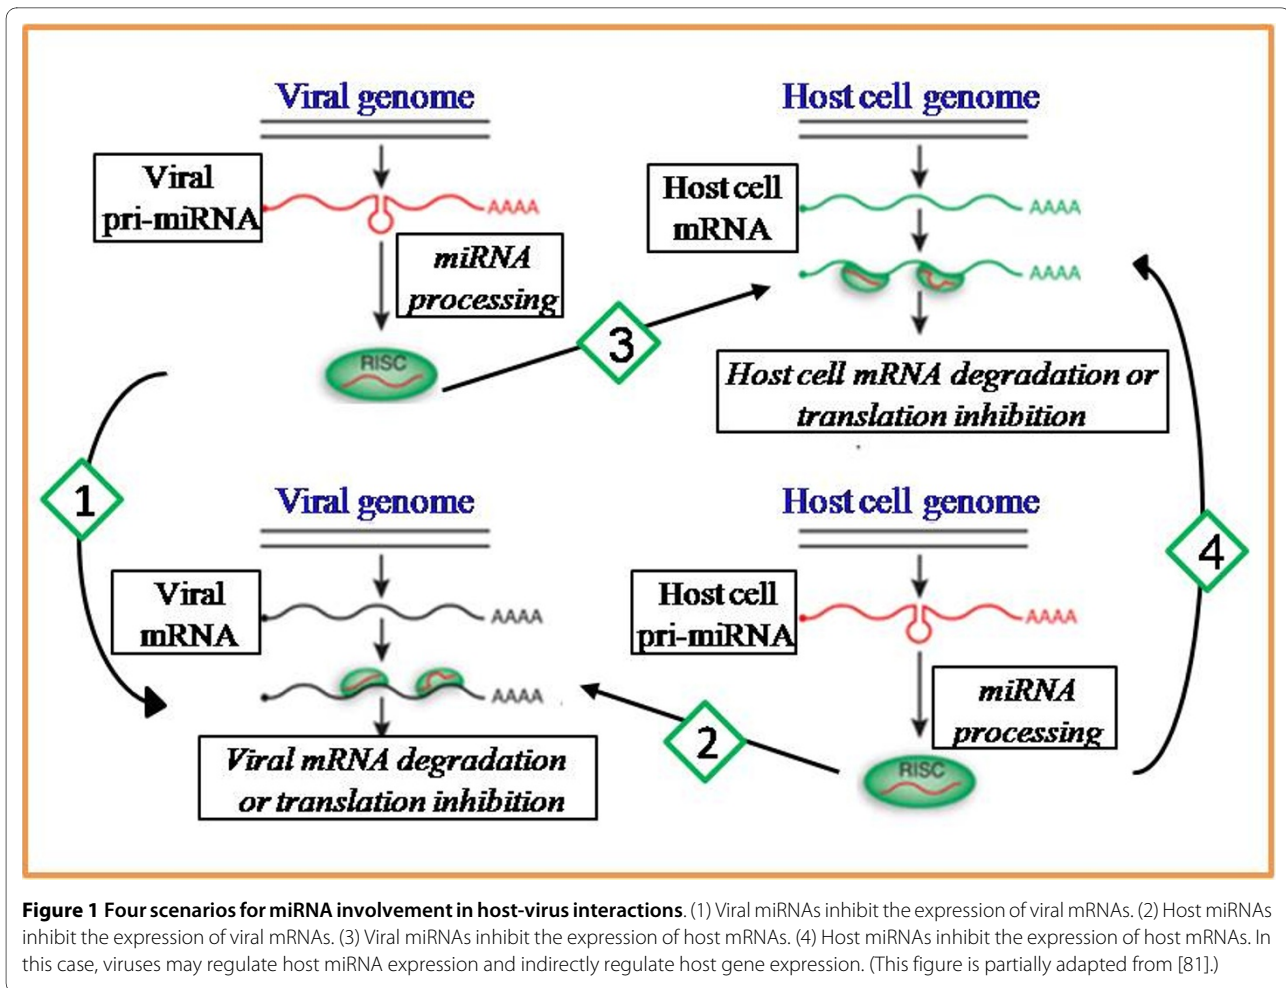 Viral genome
Viral
pri-miRNA
AAAA
miRNA
processing
RISC
Host cell genome
Host cell
mRNA
AAAA
AAAA
Host cell mRNA degradation or
translation inhibition
3
1
4
Viral genome
Viral
mRNA
AAAA
AAAA
Viral mRNA degradation
or translation inhibition
2
Host cell genome
Host cell
pri-miRNA
AAAA
miRNA
processing
RISC
Figure 1 Four scenarios for miRNA involvement in host-virus interactions. (1) Viral miRNAs inhibit the expression of viral mRNAs. (2) Host miRNAs
inhibit the expression of viral mRNAs. (3) Viral miRNAs inhibit the expression of host mRNAs. (4) Host miRNAs inhibit the expression of host mRNAs. In
this case, viruses may regulate host miRNA expression and indirectly regulate host gene expression. (This figure is partially adapted from [81].)